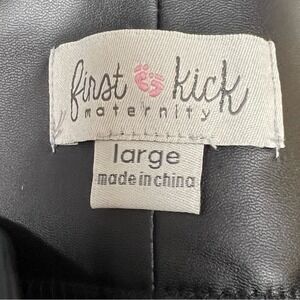 first kick
maternity
large
made in china